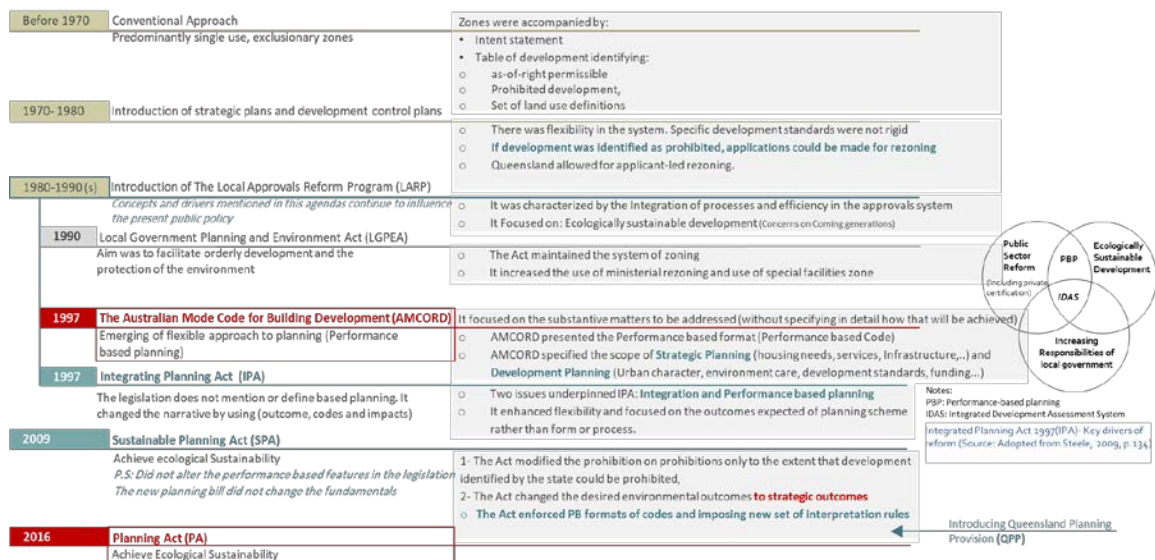 Before 1970
Conventional Approach
Predominantly single use, exclusionary zones
Zones were accompanied by:
• Intent statement
• Table of development identifying:
o as-of-right permissible
o Prohibited development,
o Set of land use definitions
1970-1980
Introduction of strategic plans and development control plans
o There was flexibility in the system. Specific development standards were not rigid
o If development was identified as prohibited, applications could be made for rezoning
o Queensland allowed for applicant-led rezoning.
1980-1990 (s)
Introduction of The Local Approvals Reform Program (LARP)
Concepts and drivers mentioned in this agendas continue to influence
the present public policy
o It was characterized by the Integration of processes and efficiency in the approvals system
o It Focused on: Ecologically sustainable development (Concerns on Coming generations)
1990
Local Government Planning and Environment Act (LGPEA)
Aim was to facilitate orderly development and the
protection of the environment
o The Act maintained the system of zoning
o It increased the use of ministerial rezoning and use of special facilities zone
1997
The Australian Mode Code for Building Development (AMCORD)
Emerging of flexible approach to planning (Performance
based planning)
It focused on the substantive matters to be addressed (without specifying in detail how that will be achieved)
o AMCORD presented the Performance based format (Performance based Code)
o AMCORD specified the scope of Strategic Planning (housing needs, services, Infrastructure,..) and
Development Planning (Urban character, environment care, development standards, funding...)
1997
Integrating Planning Act (IPA)
The legislation does not mention or define based planning. It
changed the narrative by using (outcome, codes and impacts)
o Two issues underpinned IPA: Integration and Performance based planning
o It enhanced flexibility and focused on the outcomes expected of planning scheme
rather than form or process.
2009
Sustainable Planning Act (SPA)
Achieve ecological Sustainability
P.S: Did not alter the performance based features in the legislation
The new planning bill did not change the fundamentals
1- The Act modified the prohibition on prohibitions only to the extent that development
identified by the state could be prohibited,
2- The Act changed the desired environmental outcomes to strategic outcomes
o The Act enforced PB formats of codes and imposing new set of interpretation rules
Introducing Queensland Planning
Provision (QPP)
2016
Planning Act (PA)
Achieve Ecological Sustainability
Public
Sector
Reform
(Including private
certification)
PBP
Ecologically
Sustainable
Development
IDAS
Increasing
Responsibilities of
local government
Notes:
PBP: Performance-based planning
IDAS: Integrated Development Assessment System
Integrated Planning Act 1997(IPA)- Key drivers of
reform (Source: Adopted from Steele, 2009, p.134)